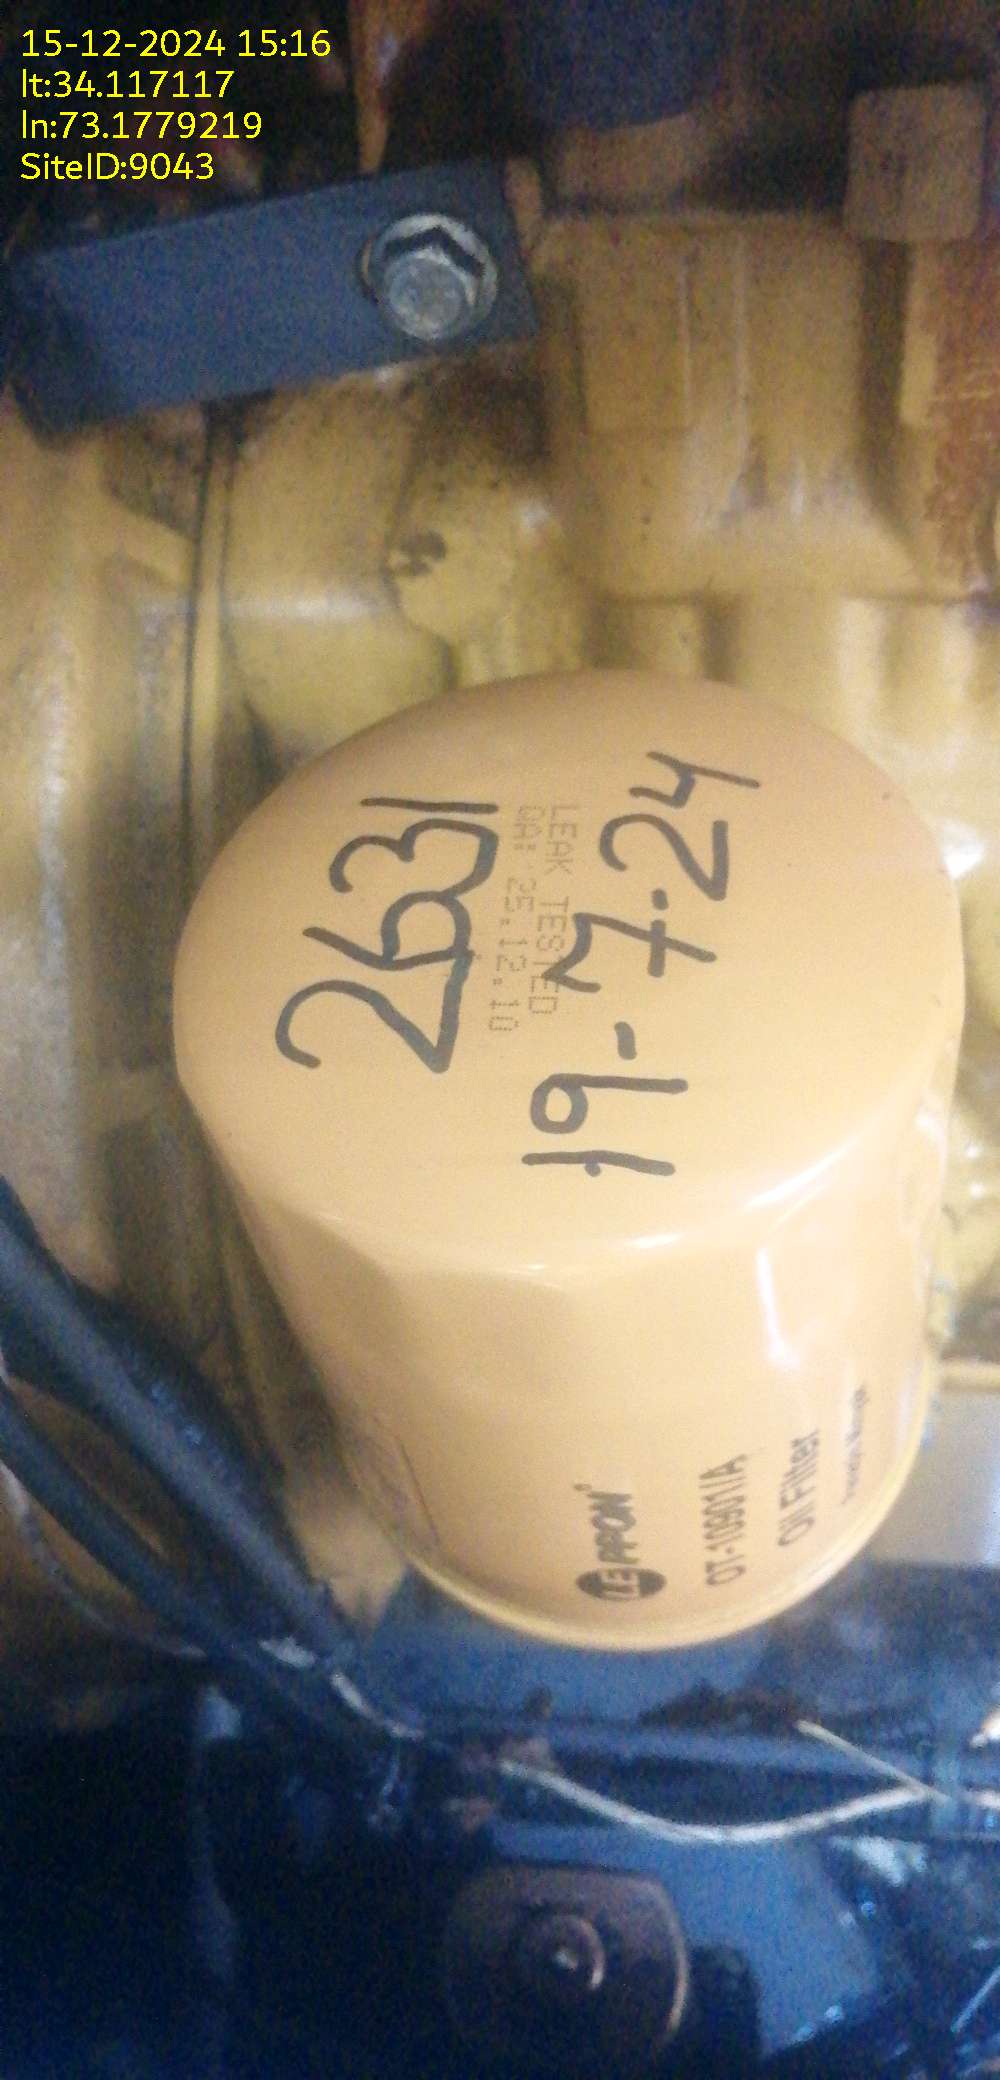 15-12-2024 15:16
lt:34.117117
ln:73.1779219
SiteID:9043
2631
LEAK TESTED
QA: 25.12.10
19-7-24
LEPPON
OT-10901/A
Oil Filter